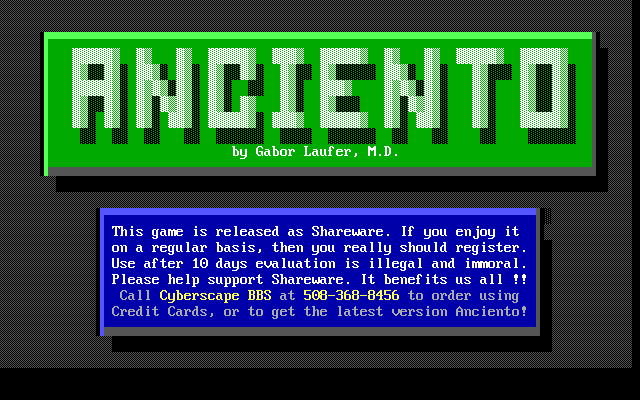 ANCIENTO
by Gabor Laufer, M.D.
This game is released as Shareware. If you enjoy it
on a regular basis, then you really should register.
Use after 10 days evaluation is illegal and immoral.
Please help support Shareware. It benefits us all !!
Call Cyberscape BBS at 508-368-8456 to order using
Credit Cards, or to get the latest version Anciento!